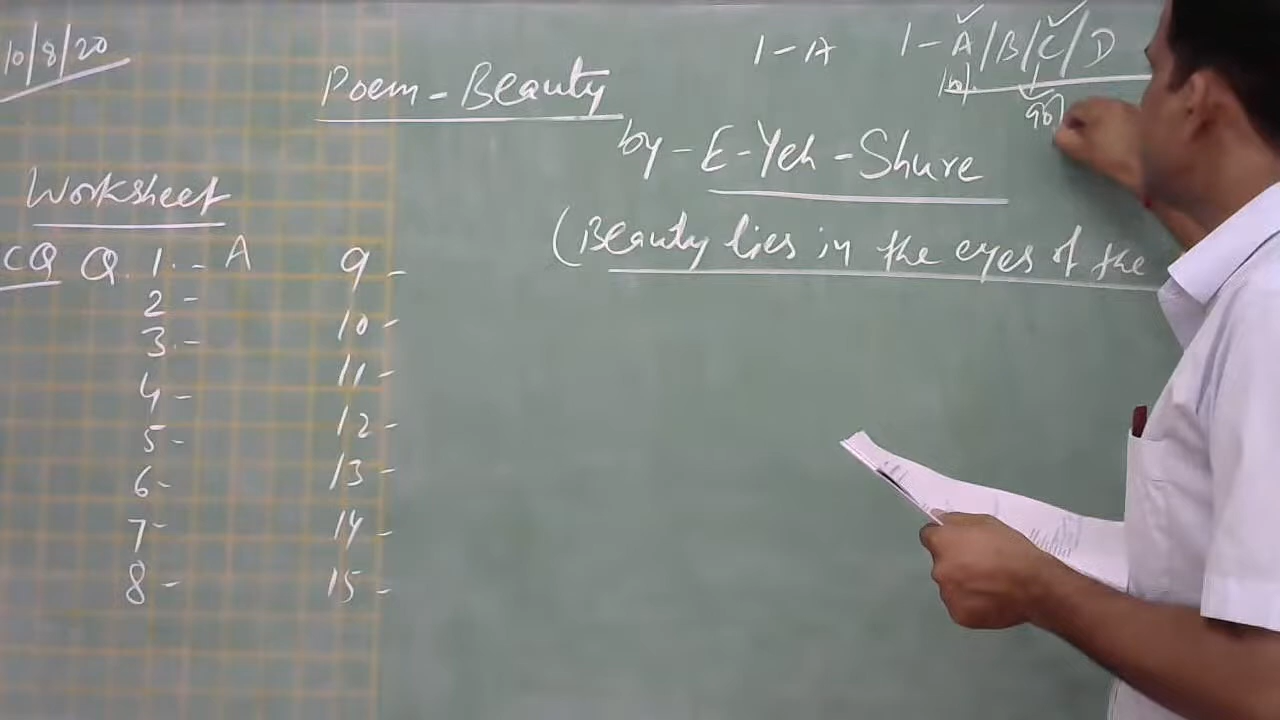 10/8/20
Poem - Beauty
1 - A
1 - A / B / C / D
by - E - Yeh - Shure
(Beauty lies in the eyes of the
Worksheet
CQ Q. 1. - A
2 -
3. -
4 -
5 -
6 -
7 -
8 -
9 -
10 -
11 -
12 -
13 -
14 -
15 -